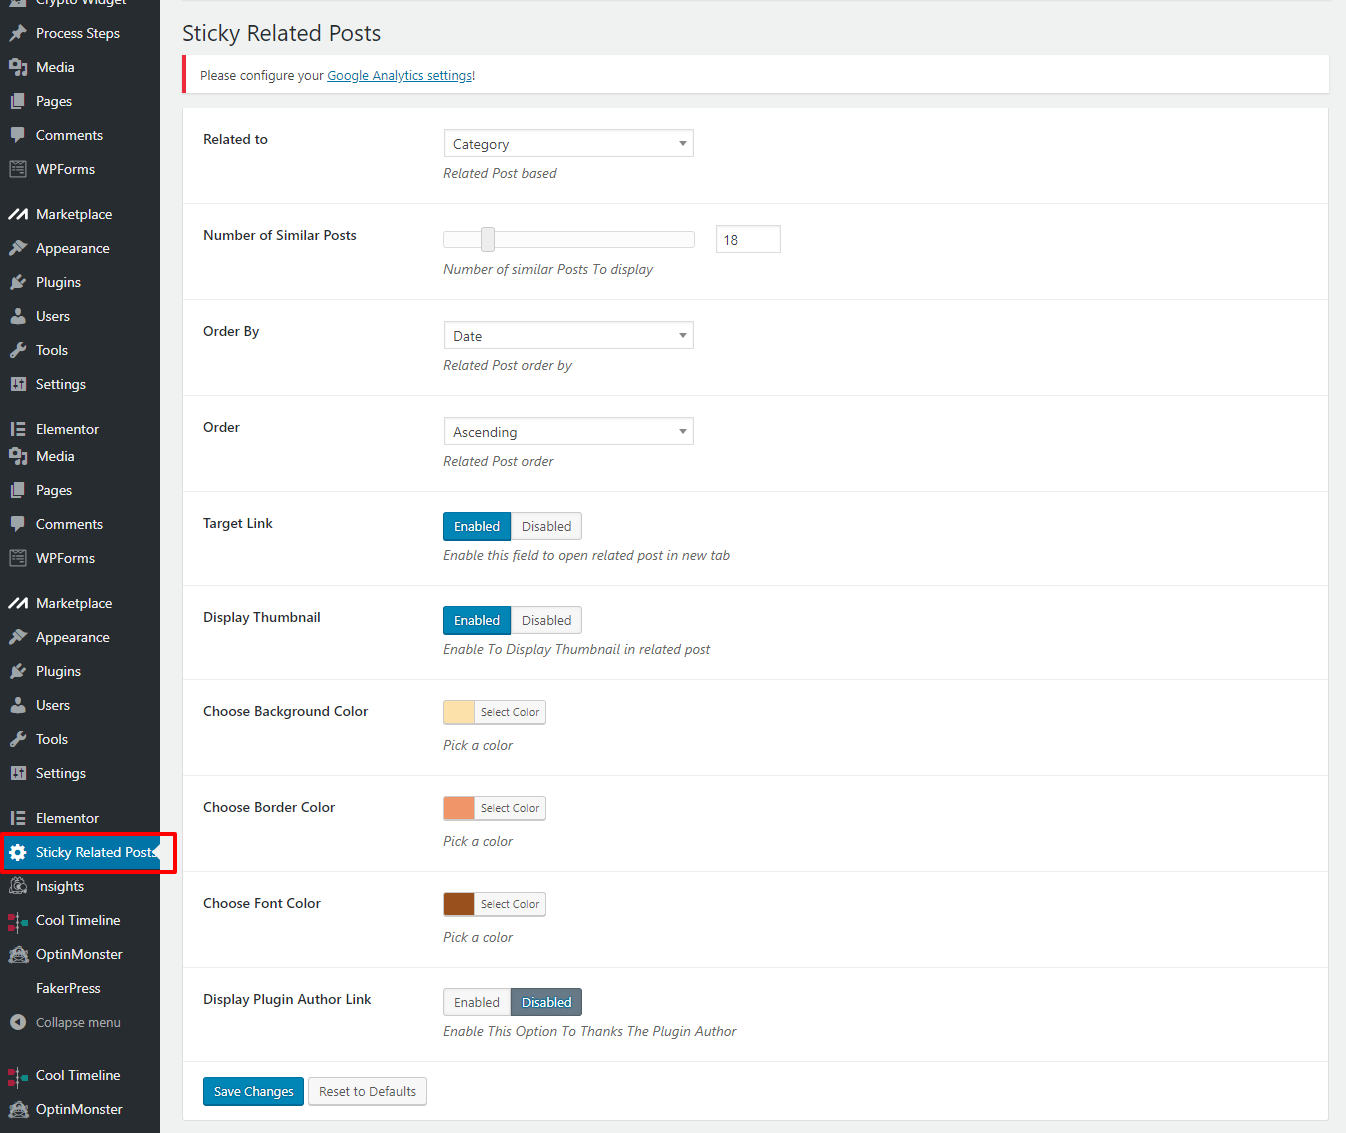 Crypto Widget
Process Steps
Media
Pages
Comments
WPForms
Marketplace
Appearance
Plugins
Users
Tools
Settings
Elementor
Media
Pages
Comments
WPForms
Marketplace
Appearance
Plugins
Users
Tools
Settings
Elementor
Sticky Related Posts
Insights
Cool Timeline
OptinMonster
FakerPress
Collapse menu
Cool Timeline
OptinMonster
Sticky Related Posts
Please configure your Google Analytics settings!
Related to
Category
Related Post based
Number of Similar Posts
18
Number of similar Posts To display
Order By
Date
Related Post order by
Order
Ascending
Related Post order
Target Link
Enabled Disabled
Enable this field to open related post in new tab
Display Thumbnail
Enabled Disabled
Enable To Display Thumbnail in related post
Choose Background Color
Select Color
Pick a color
Choose Border Color
Select Color
Pick a color
Choose Font Color
Select Color
Pick a color
Display Plugin Author Link
Enabled Disabled
Enable This Option To Thanks The Plugin Author
Save Changes Reset to Defaults